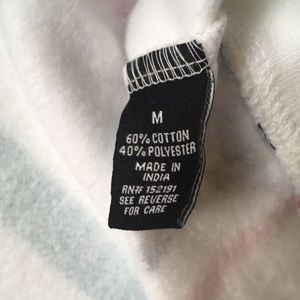 M
60% COTTON
40% POLYESTER
MADE IN
INDIA
RN# 152191
SEE REVERSE
FOR CARE